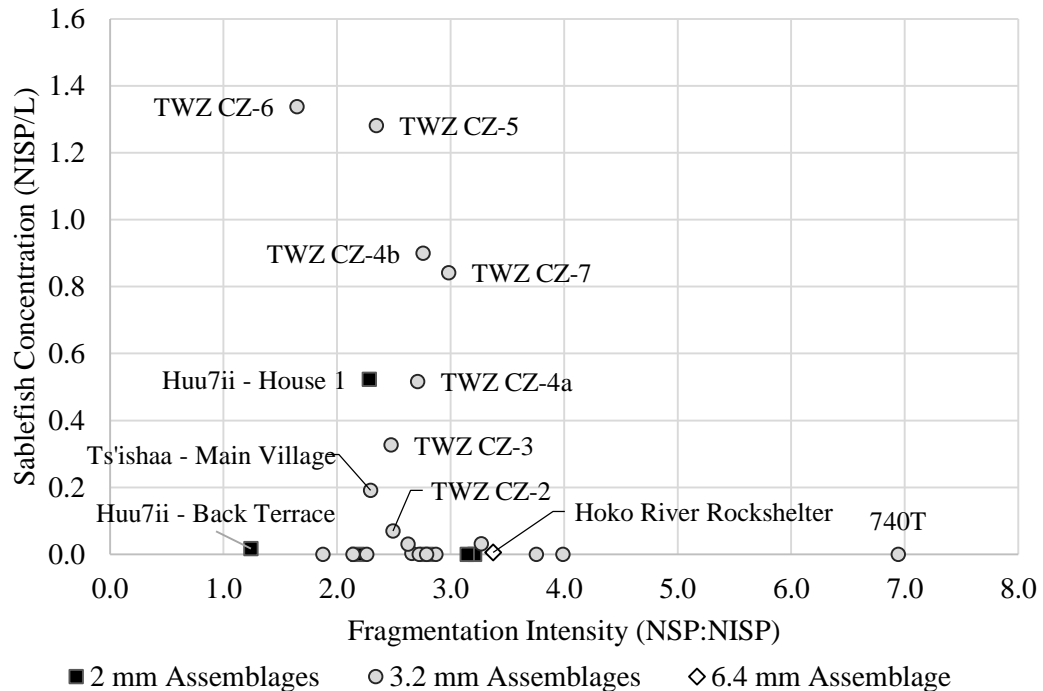 1.6
1.4
1.2
1.0
0.8
0.6
0.4
0.2
0.0
Sablefish Concentration (NISP/L)
TWZ CZ-6
TWZ CZ-5
TWZ CZ-4b
TWZ CZ-7
Huu7ii - House 1
TWZ CZ-4a
TWZ CZ-3
Ts'ishaa - Main Village
TWZ CZ-2
Huu7ii - Back Terrace
Hoko River Rockshelter
740T
0.0 1.0 2.0 3.0 4.0 5.0 6.0 7.0 8.0
Fragmentation Intensity (NSP:NISP)
2 mm Assemblages 3.2 mm Assemblages 6.4 mm Assemblage